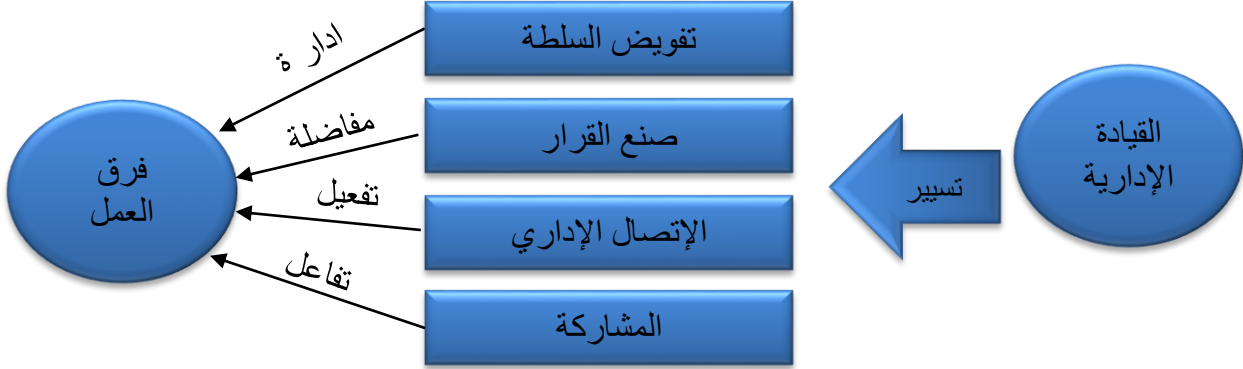 القيادة
الإدارية
تسيير
تفويض السلطة
صنع القرار
الإتصال الإداري
المشاركة
ادار ة
مفاضلة
تفعيل
تفاعل
فرق
العمل